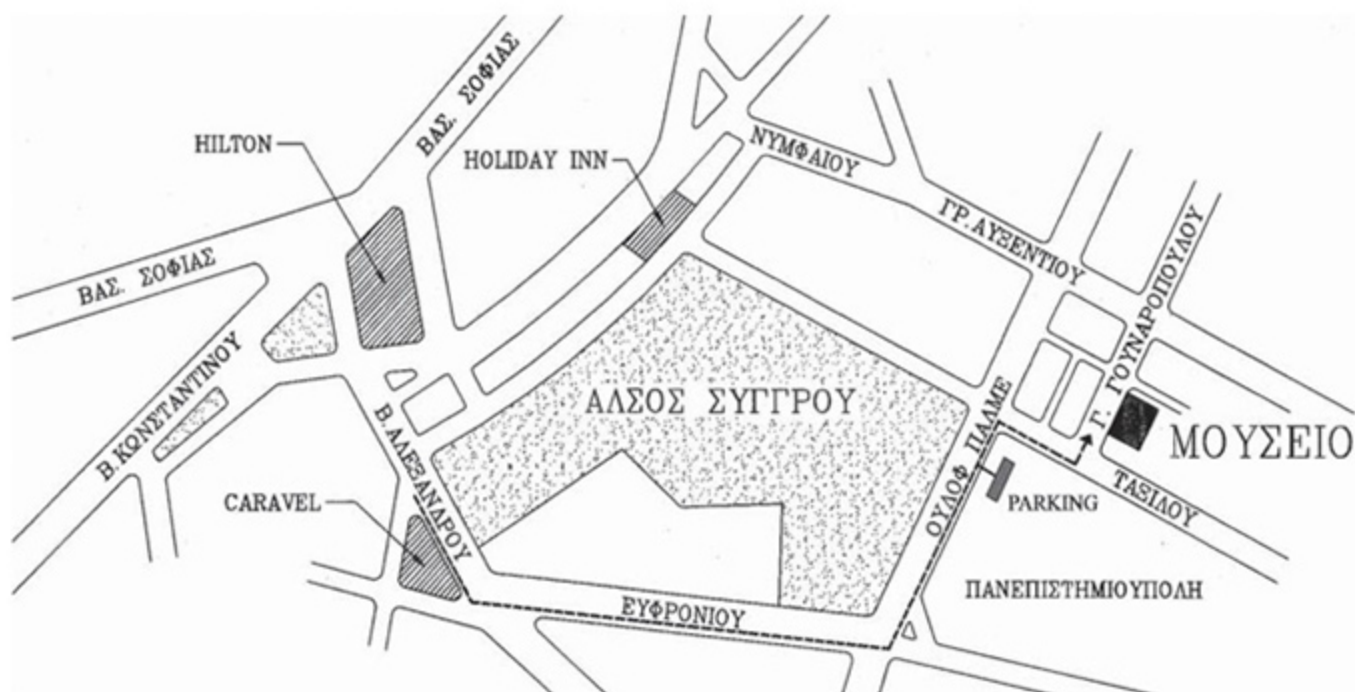 ΒΑΣ. ΣΟΦΙΑΣ
HILTON
HOLIDAY INN
ΝΥΜΦΑΙΟΥ
ΓΡ. ΑΥΞΕΝΤΙΟΥ
ΒΑΣ. ΣΟΦΙΑΣ
Γ. ΓΟΥΝΑΡΟΠΟΥΛΟΥ
Β.ΚΩΝΣΤΑΝΤΙΝΟΥ
Β.ΑΛΕΞΑΝΔΡΟΥ
ΑΛΣΟΣ ΣΥΓΓΡΟΥ
ΟΥΛΟΦ ΠΑΛΜΕ
ΜΟΥΣΕΙΟ
CARAVEL
PARKING
ΤΑΞΙΛΟΥ
ΠΑΝΕΠΙΣΤΗΜΙΟΥΠΟΛΗ
ΕΥΦΡΟΝΙΟΥ